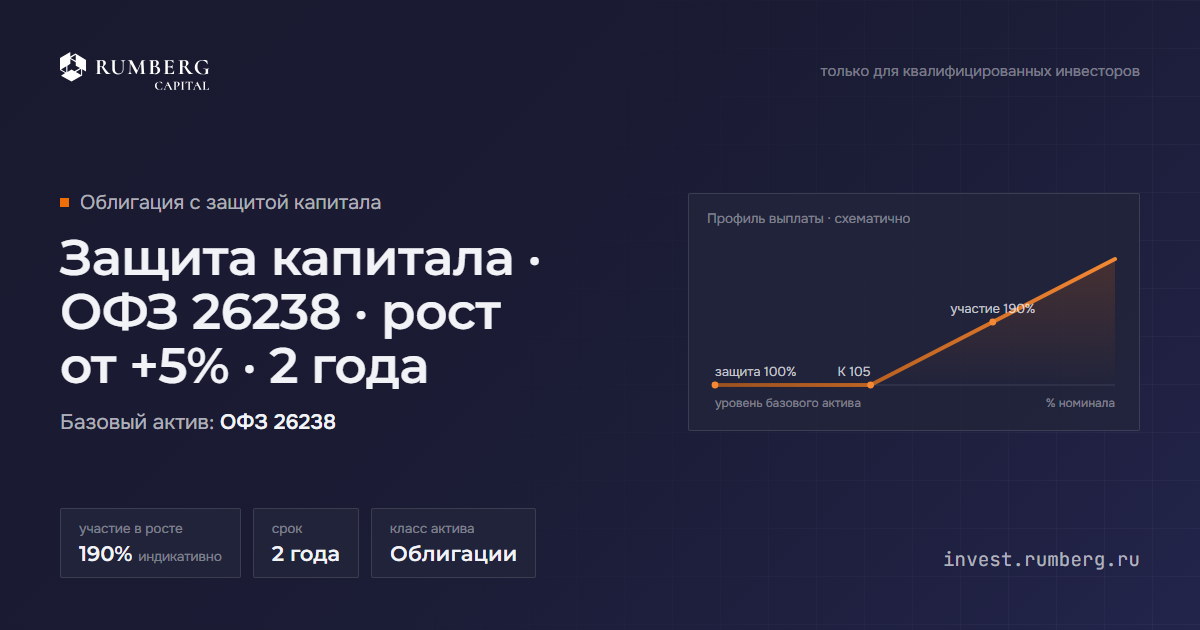 RUMBERG
CAPITAL
только для квалифицированных инвесторов
Облигация с защитой капитала
Защита капитала ·
ОФЗ 26238 · рост
от +5% · 2 года
Базовый актив: ОФЗ 26238
Профиль выплаты · схематично
участие 190%
защита 100%
К 105
уровень базового актива
% номинала
участие в росте
190% индикативно
срок
2 года
класс актива
Облигации
invest.rumberg.ru